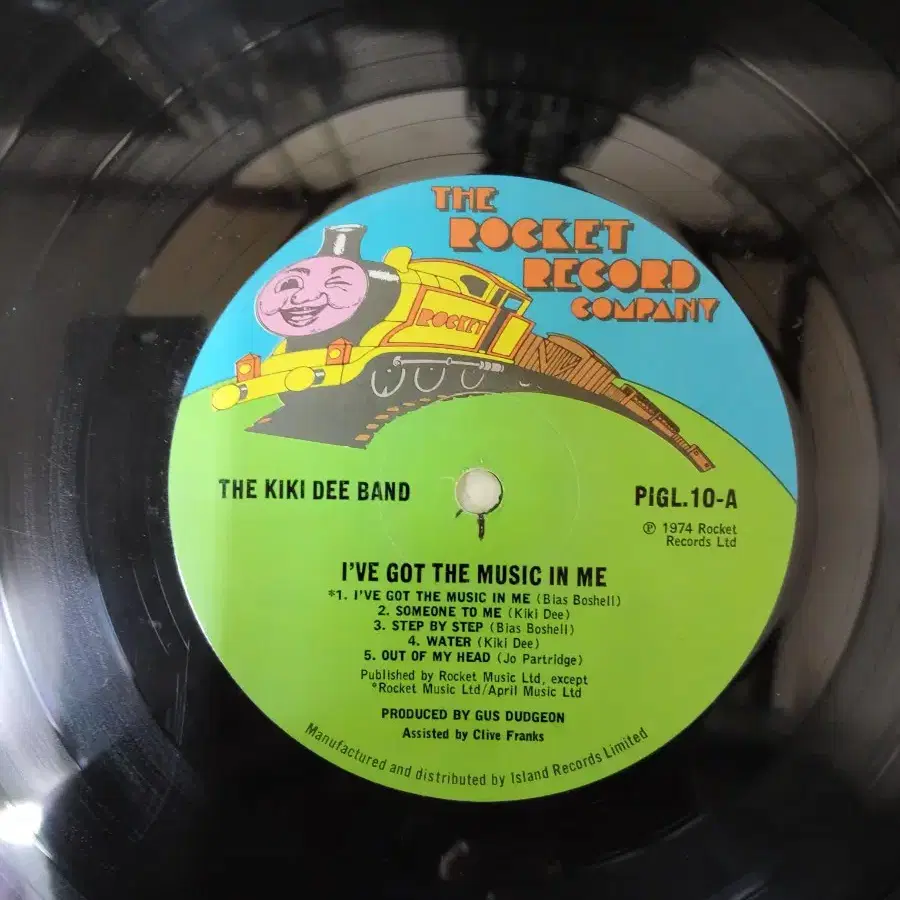 THE
ROCKET
RECORD
COMPANY
ROCKET
THE KIKI DEE BAND
PIGL.10-A
Ⓟ 1974 Rocket
Records Ltd
I'VE GOT THE MUSIC IN ME
*1. I'VE GOT THE MUSIC IN ME (Bias Boshell)
2. SOMEONE TO ME (Kiki Dee)
3. STEP BY STEP (Bias Boshell)
4. WATER (Kiki Dee)
5. OUT OF MY HEAD (Jo Partridge)
Published by Rocket Music Ltd, except
*Rocket Music Ltd/April Music Ltd
PRODUCED BY GUS DUDGEON
Assisted by Clive Franks
Manufactured and distributed by Island Records Limited